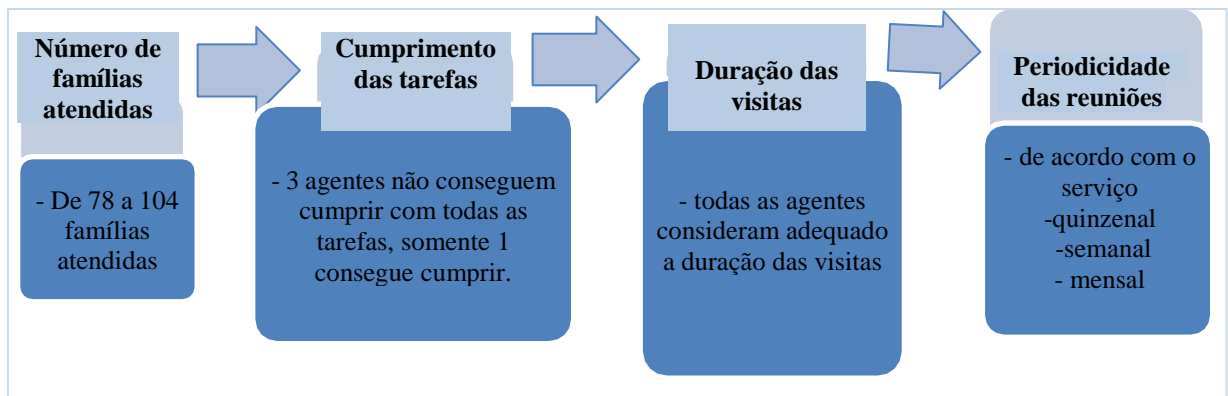 Número de
famílias
atendidas
- De 78 a 104
famílias
atendidas
Cumprimento
das tarefas
- 3 agentes não conseguem
cumprir com todas as
tarefas, somente 1
consegue cumprir.
Duração das
visitas
- todas as agentes
consideram adequado
a duração das visitas
Periodicidade
das reuniões
- de acordo com o
serviço
-quinzenal
-semanal
- mensal